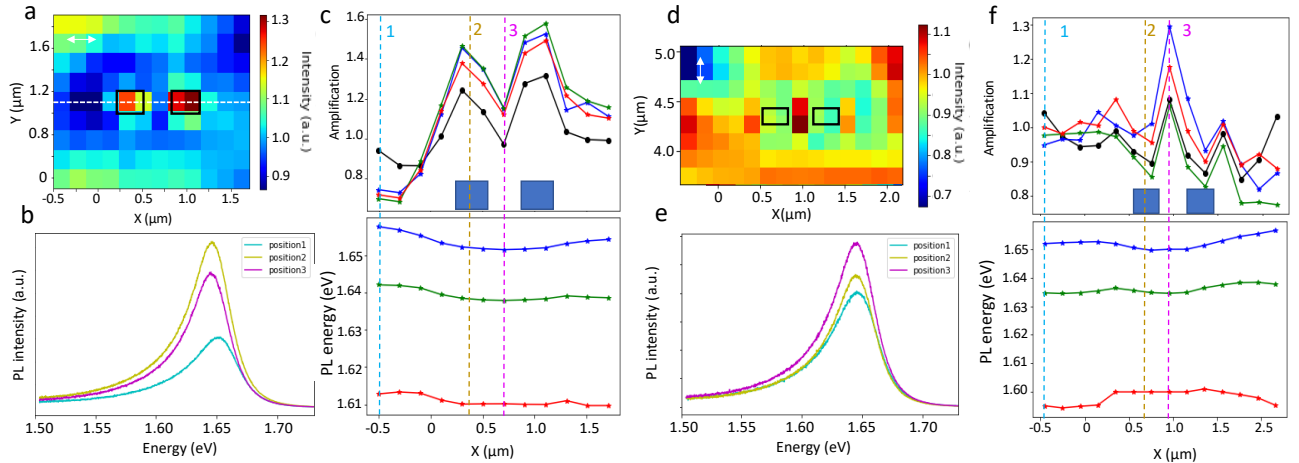 a
1.8
1.6
1.2
0.8
0.4
0
Y (μm)
0
0.5
1.0
1.5
X (μm)
1.3
1.2
1.1
1.0
0.9
Intensity (a.u.)
b
PL intensity (a.u.)
position1
position2
position3
1.50
1.55
1.60
1.65
1.70
Energy (eV)
c
1.6
1.4
1.2
1.0
0.8
Amplification
1
2
3
1.65
1.64
1.63
1.62
1.61
PL energy (eV)
-0.5
0
0.5
1.0
1.5
X (μm)
d
5.0
4.5
4.0
Y(μm)
0
0.5
1.0
1.5
2.0
X(μm)
1.1
1.0
0.9
0.8
0.7
Intensity (a.u.)
e
PL intensity (a.u.)
position1
position2
position3
1.50
1.55
1.60
1.65
1.70
Energy (eV)
f
1.3
1.2
1.1
1.0
0.9
0.8
Amplification
1
2
3
1.65
1.64
1.63
1.62
1.61
1.60
PL energy (eV)
-0.5
0
0.5
1.0
1.5
2.5
X (μm)